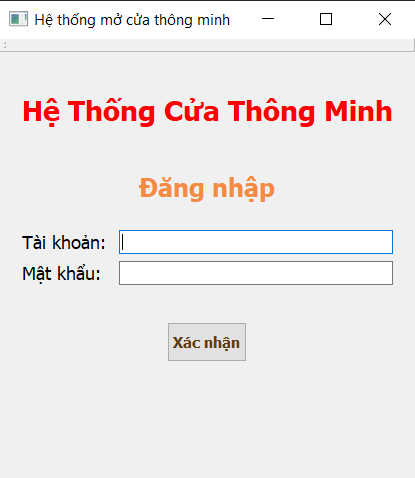 Hệ thống mở cửa thông minh
Hệ Thống Cửa Thông Minh
Đăng nhập
Tài khoản:
Mật khẩu:
Xác nhận